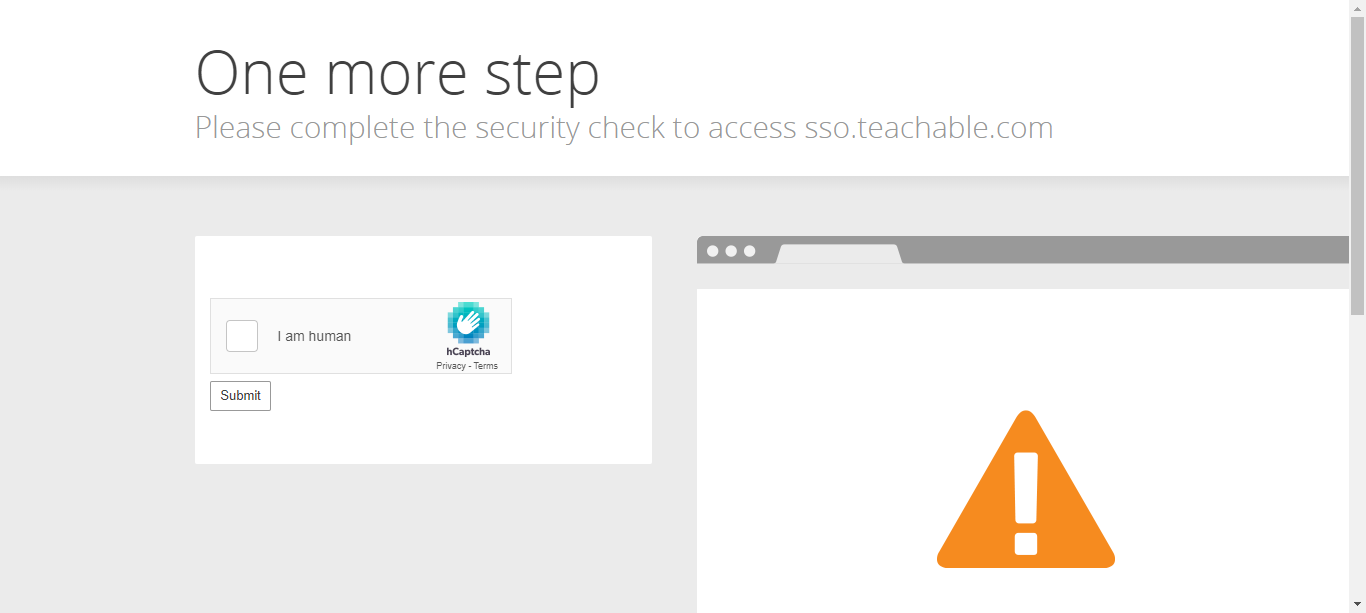 One more step
Please complete the security check to access sso.teachable.com
I am human
hCaptcha
Privacy - Terms
Submit